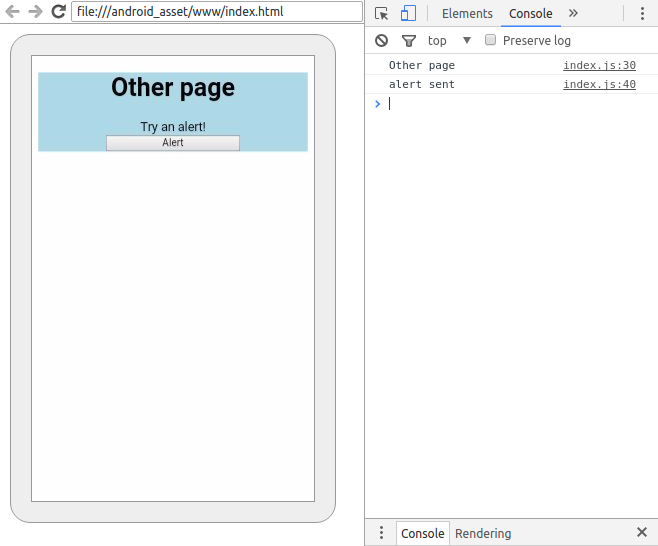 file:///android_asset/www/index.html
Other page
Try an alert!
Alert
Elements Console »
top ▼ Preserve log
Other page index.js:30
alert sent index.js:40
>
Console Rendering